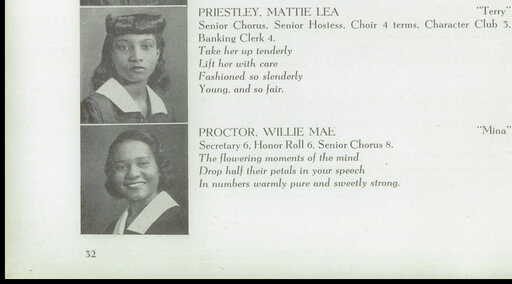 PRIESTLEY, MATTIE LEA "Terry"
Senior Chorus, Senior Hostess, Choir 4 terms, Character Club 3,
Banking Clerk 4.
Take her up tenderly
Lift her with care
Fashioned so slenderly
Young, and so fair.
PROCTOR, WILLIE MAE "Mina"
Secretary 6, Honor Roll 6, Senior Chorus 8.
The flowering moments of the mind
Drop half their petals in your speech
In numbers warmly pure and sweetly strong.
32